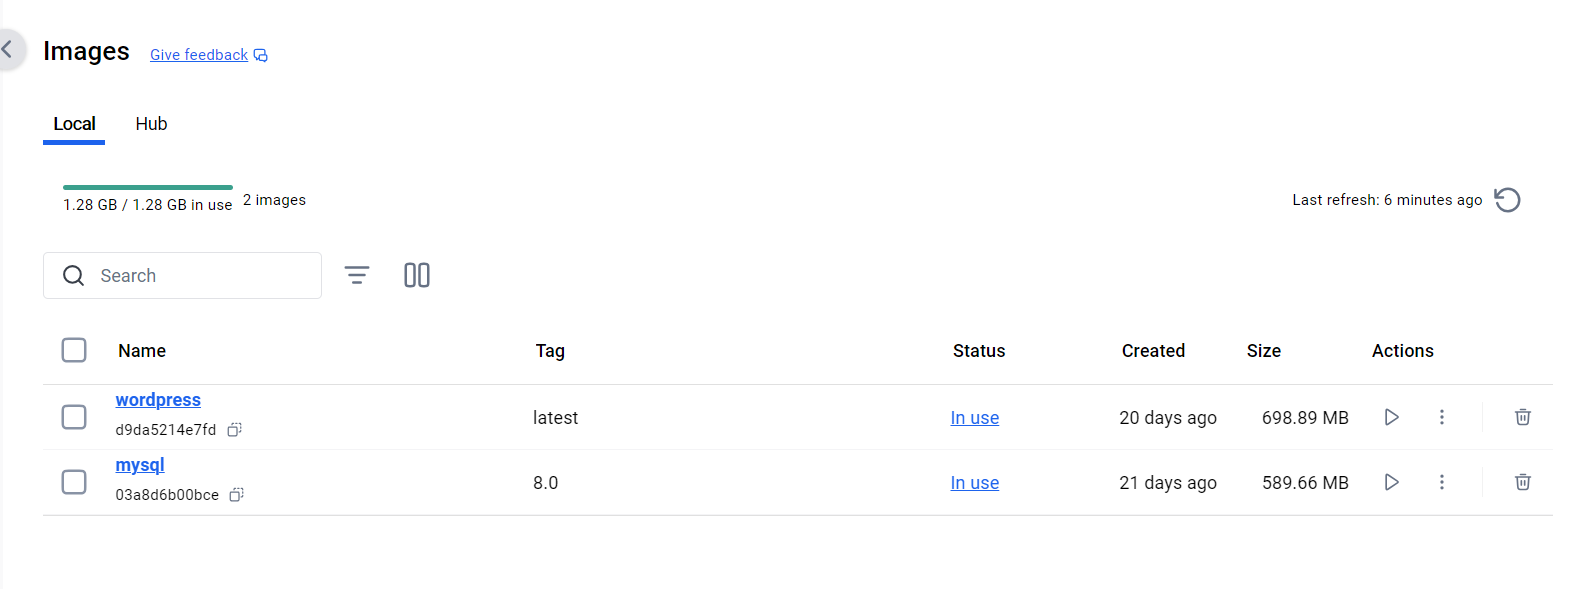 Images Give feedback
Local Hub
1.28 GB / 1.28 GB in use 2 images Last refresh: 6 minutes ago
Search
Name Tag Status Created Size Actions
wordpress
d9da5214e7fd latest In use 20 days ago 698.89 MB
mysql
03a8d6b00bce 8.0 In use 21 days ago 589.66 MB